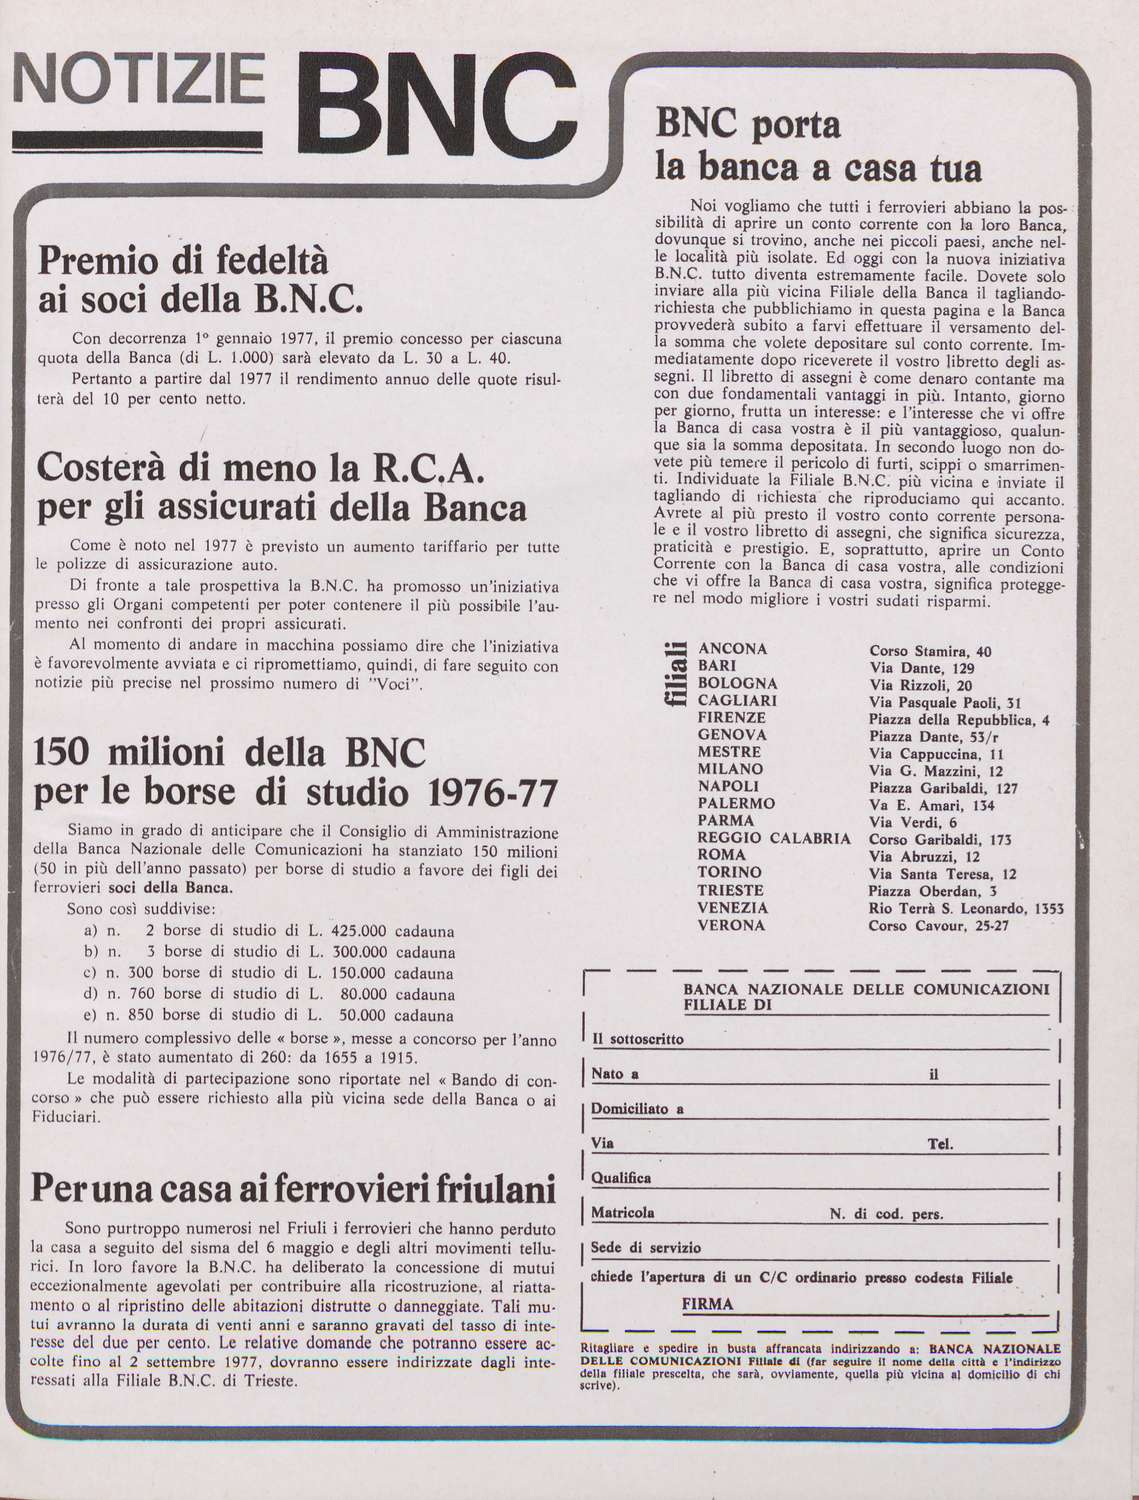 NOTIZIE BNC
Premio di fedeltà
ai soci della B.N.C.
Con decorrenza 1º gennaio 1977, il premio concesso per ciascuna
quota della Banca (di L. 1.000) sarà elevato da L. 30 a L. 40.
Pertanto a partire dal 1977 il rendimento annuo delle quote risul-
terà del 10 per cento netto.
Costerà di meno la R.C.A.
per gli assicurati della Banca
Come è noto nel 1977 è previsto un aumento tariffario per tutte
le polizze di assicurazione auto.
Di fronte a tale prospettiva la B.N.C. ha promosso un'iniziativa
presso gli Organi competenti per poter contenere il più possibile l'au-
mento nei confronti dei propri assicurati.
Al momento di andare in macchina possiamo dire che l'iniziativa
è favorevolmente avviata e ci ripromettiamo, quindi, di fare seguito con
notizie più precise nel prossimo numero di "Voci".
150 milioni della BNC
per le borse di studio 1976-77
Siamo in grado di anticipare che il Consiglio di Amministrazione
della Banca Nazionale delle Comunicazioni ha stanziato 150 milioni
(50 in più dell'anno passato) per borse di studio a favore dei figli dei
ferrovieri soci della Banca.
Sono così suddivise:
a) n. 2 borse di studio di L. 425.000 cadauna
b) n. 3 borse di studio di L. 300.000 cadauna
c) n. 300 borse di studio di L. 150.000 cadauna
d) n. 760 borse di studio di L. 80.000 cadauna
e) n. 850 borse di studio di L. 50.000 cadauna
Il numero complessivo delle « borse », messe a concorso per l'anno
1976/77, è stato aumentato di 260: da 1655 a 1915.
Le modalità di partecipazione sono riportate nel « Bando di con-
corso » che può essere richiesto alla più vicina sede della Banca o ai
Fiduciari.
Per una casa ai ferrovieri friulani
Sono purtroppo numerosi nel Friuli i ferrovieri che hanno perduto
la casa a seguito del sisma del 6 maggio e degli altri movimenti tellu-
rici. In loro favore la B.N.C. ha deliberato la concessione di mutui
eccezionalmente agevolati per contribuire alla ricostruzione, al riatta-
mento o al ripristino delle abitazioni distrutte o danneggiate. Tali mu-
tui avranno la durata di venti anni e saranno gravati del tasso di inte-
resse del due per cento. Le relative domande che potranno essere ac-
colte fino al 2 settembre 1977, dovranno essere indirizzate dagli inte-
ressati alla Filiale B.N.C. di Trieste.
BNC porta
la banca a casa tua
Noi vogliamo che tutti i ferrovieri abbiano la pos-
sibilità di aprire un conto corrente con la loro Banca,
dovunque si trovino, anche nei piccoli paesi, anche nel-
le località più isolate. Ed oggi con la nuova iniziativa
B.N.C. tutto diventa estremamente facile. Dovete solo
inviare alla più vicina Filiale della Banca il tagliando-
richiesta che pubblichiamo in questa pagina e la Banca
provvederà subito a farvi effettuare il versamento del-
la somma che volete depositare sul conto corrente. Im-
mediatamente dopo riceverete il vostro libretto degli as-
segni. Il libretto di assegni è come denaro contante ma
con due fondamentali vantaggi in più. Intanto, giorno
per giorno, frutta un interesse: e l'interesse che vi offre
la Banca di casa vostra è il più vantaggioso, qualun-
que sia la somma depositata. In secondo luogo non do-
vete più temere il pericolo di furti, scippi o smarrimen-
ti. Individuate la Filiale B.N.C. più vicina e inviate il
tagliando di richiesta che riproduciamo qui accanto.
Avrete al più presto il vostro conto corrente persona-
le e il vostro libretto di assegni, che significa sicurezza,
praticità e prestigio. E, soprattutto, aprire un Conto
Corrente con la Banca di casa vostra, alle condizioni
che vi offre la Banca di casa vostra, significa protegge-
re nel modo migliore i vostri sudati risparmi.
filiali
ANCONA Corso Stamira, 40
BARI Via Dante, 129
BOLOGNA Via Rizzoli, 20
CAGLIARI Via Pasquale Paoli, 31
FIRENZE Piazza della Repubblica, 4
GENOVA Piazza Dante, 53/r
MESTRE Via Cappuccina, 11
MILANO Via G. Mazzini, 12
NAPOLI Piazza Garibaldi, 127
PALERMO Va E. Amari, 134
PARMA Via Verdi, 6
REGGIO CALABRIA Corso Garibaldi, 173
ROMA Via Abruzzi, 12
TORINO Via Santa Teresa, 12
TRIESTE Piazza Oberdan, 3
VENEZIA Rio Terrà S. Leonardo, 1353
VERONA Corso Cavour, 25-27
BANCA NAZIONALE DELLE COMUNICAZIONI
FILIALE DI
Il sottoscritto
Nato a il
Domiciliato a
Via Tel.
Qualifica
Matricola N. di cod. pers.
Sede di servizio
chiede l'apertura di un C/C ordinario presso codesta Filiale
FIRMA
Ritagliare e spedire in busta affrancata indirizzando a: BANCA NAZIONALE
DELLE COMUNICAZIONI Filiale di (far seguire il nome della città e l'indirizzo
della filiale prescelta, che sarà, ovviamente, quella più vicina al domicilio di chi
scrive).